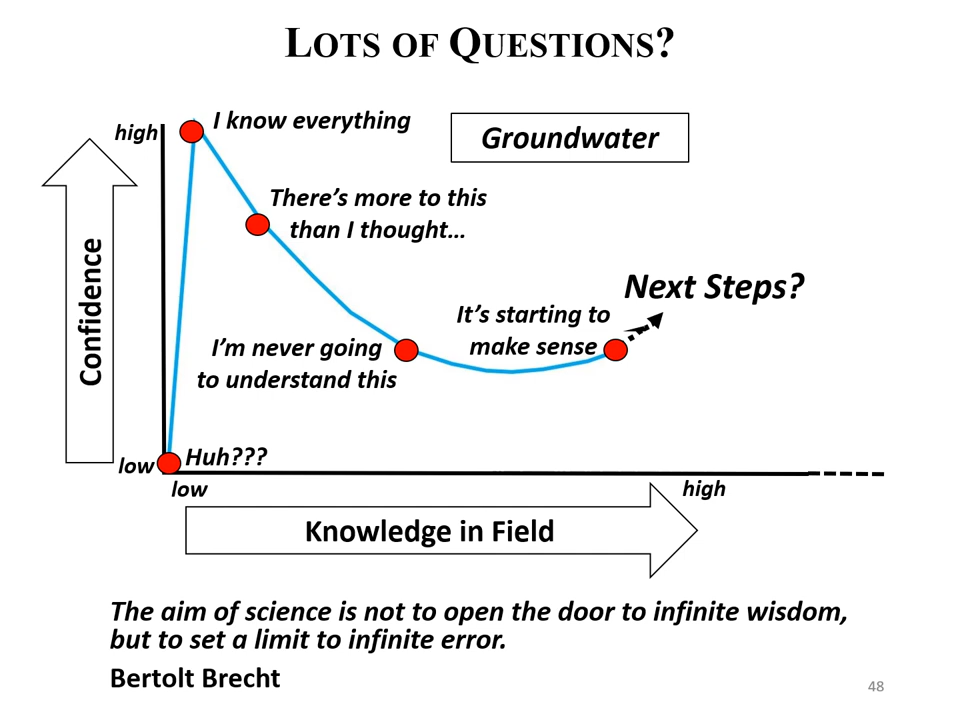 LOTS OF QUESTIONS?
high
I know everything
Groundwater
There's more to this
than I thought...
Next Steps?
It's starting to
make sense
I'm never going
to understand this
Confidence
Huh???
low
low
high
Knowledge in Field
The aim of science is not to open the door to infinite wisdom,
but to set a limit to infinite error.
Bertolt Brecht
48